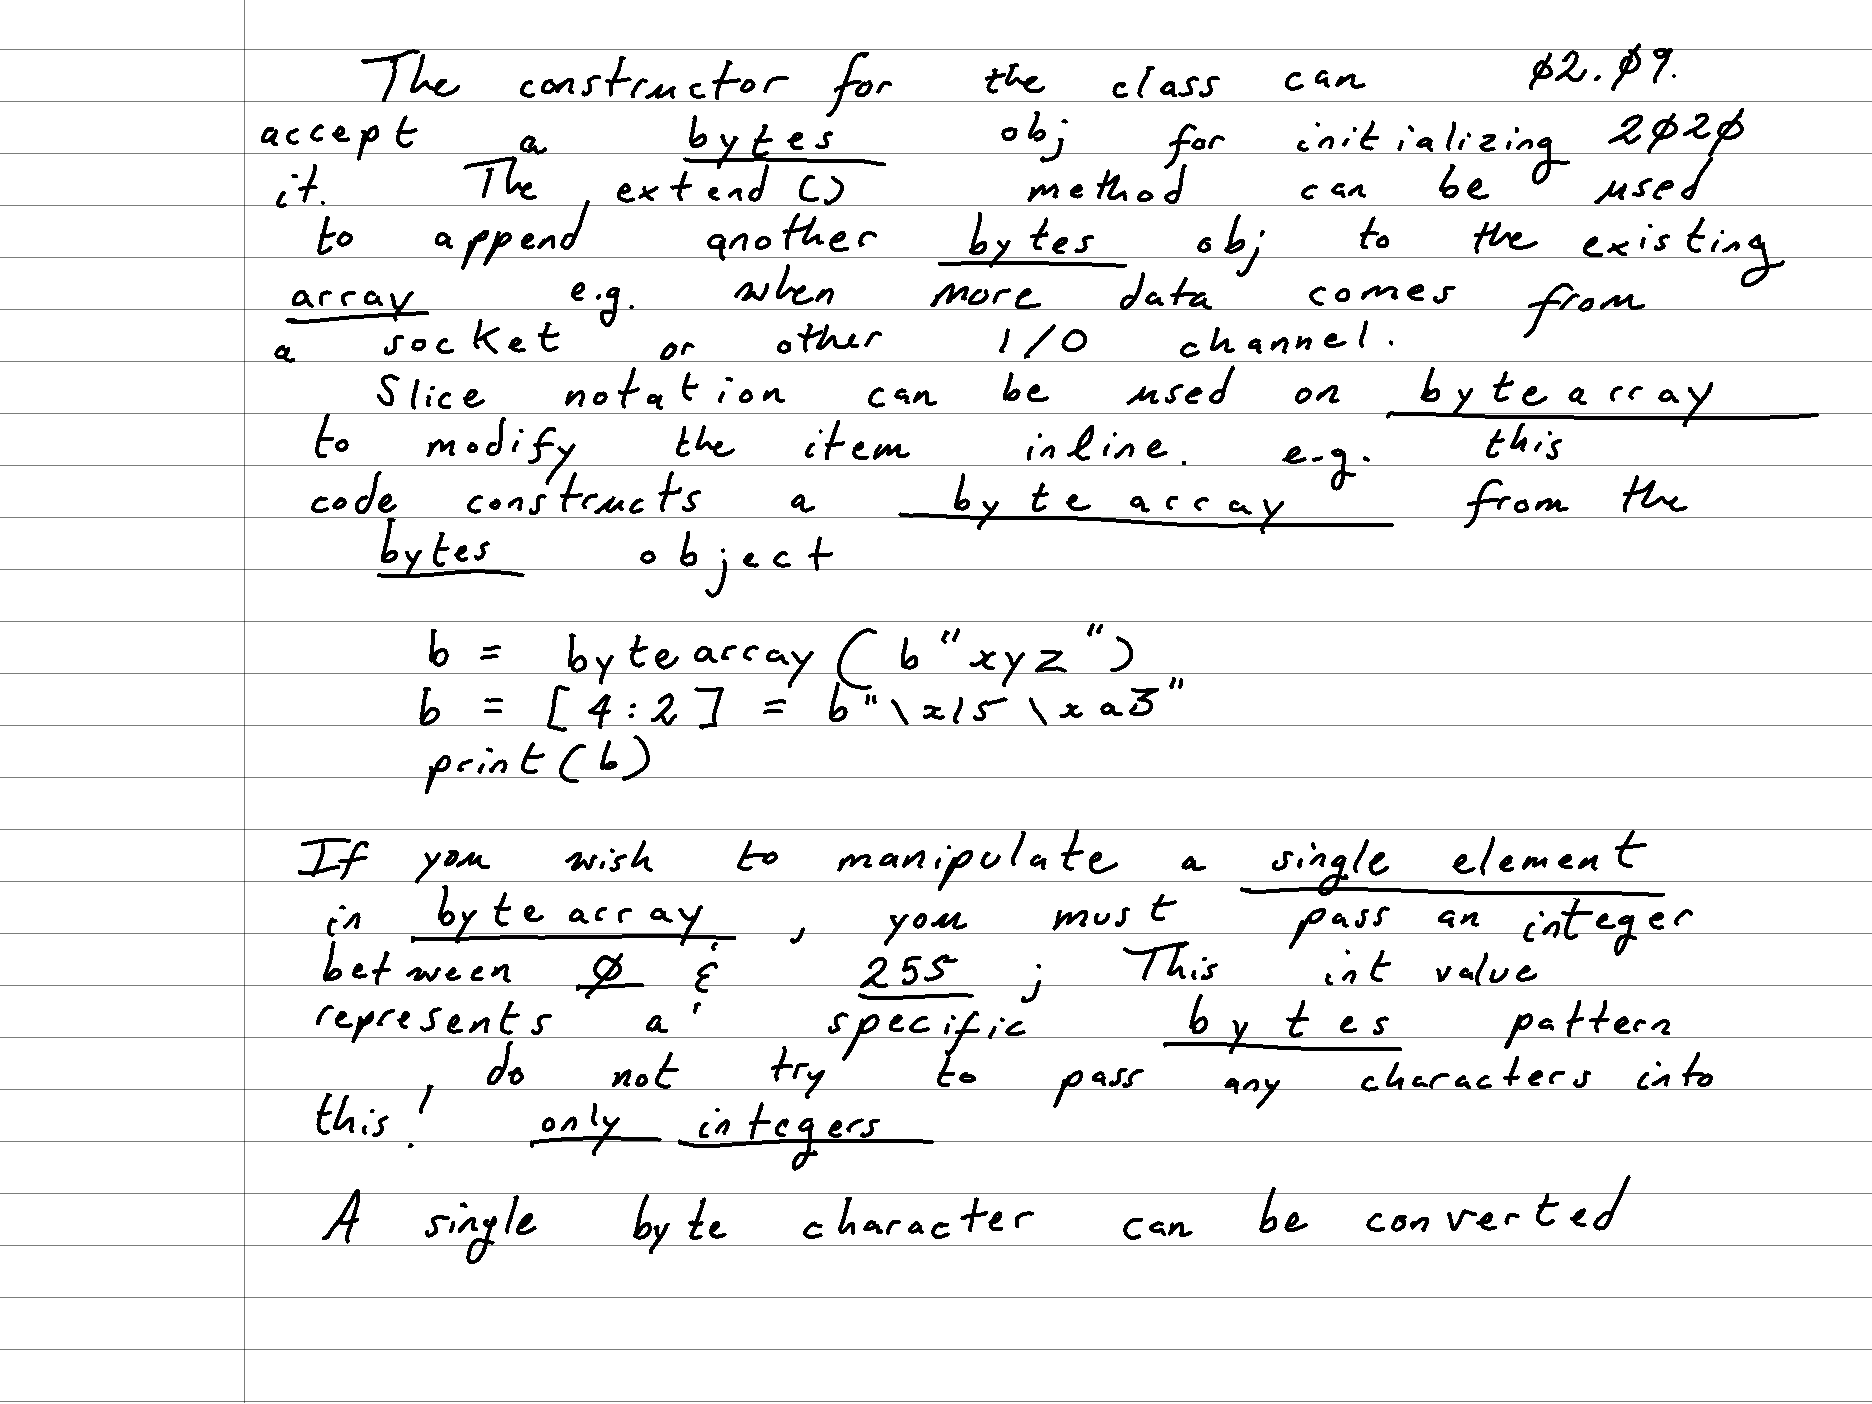 The constructor for the class can ø2.ø9.
accept a bytes obj for initializing 2ø2ø
it. The extend () method can be used
to append another bytes obj to the existing
array e.g. when more data comes from
a socket or other I/O channel.
Slice notation can be used on bytearray
to modify the item inline. e.g. this
code constructs a bytearray from the
bytes object
b = bytearray ( b"xyz")
b = [4:2] = b"\x15 \xa3"
print (b)
If you wish to manipulate a single element
in bytearray, you must pass an integer
between ø & 255 ; This int value
represents a specific bytes pattern
do not try to pass any characters into
this! only integers
A single byte character can be converted